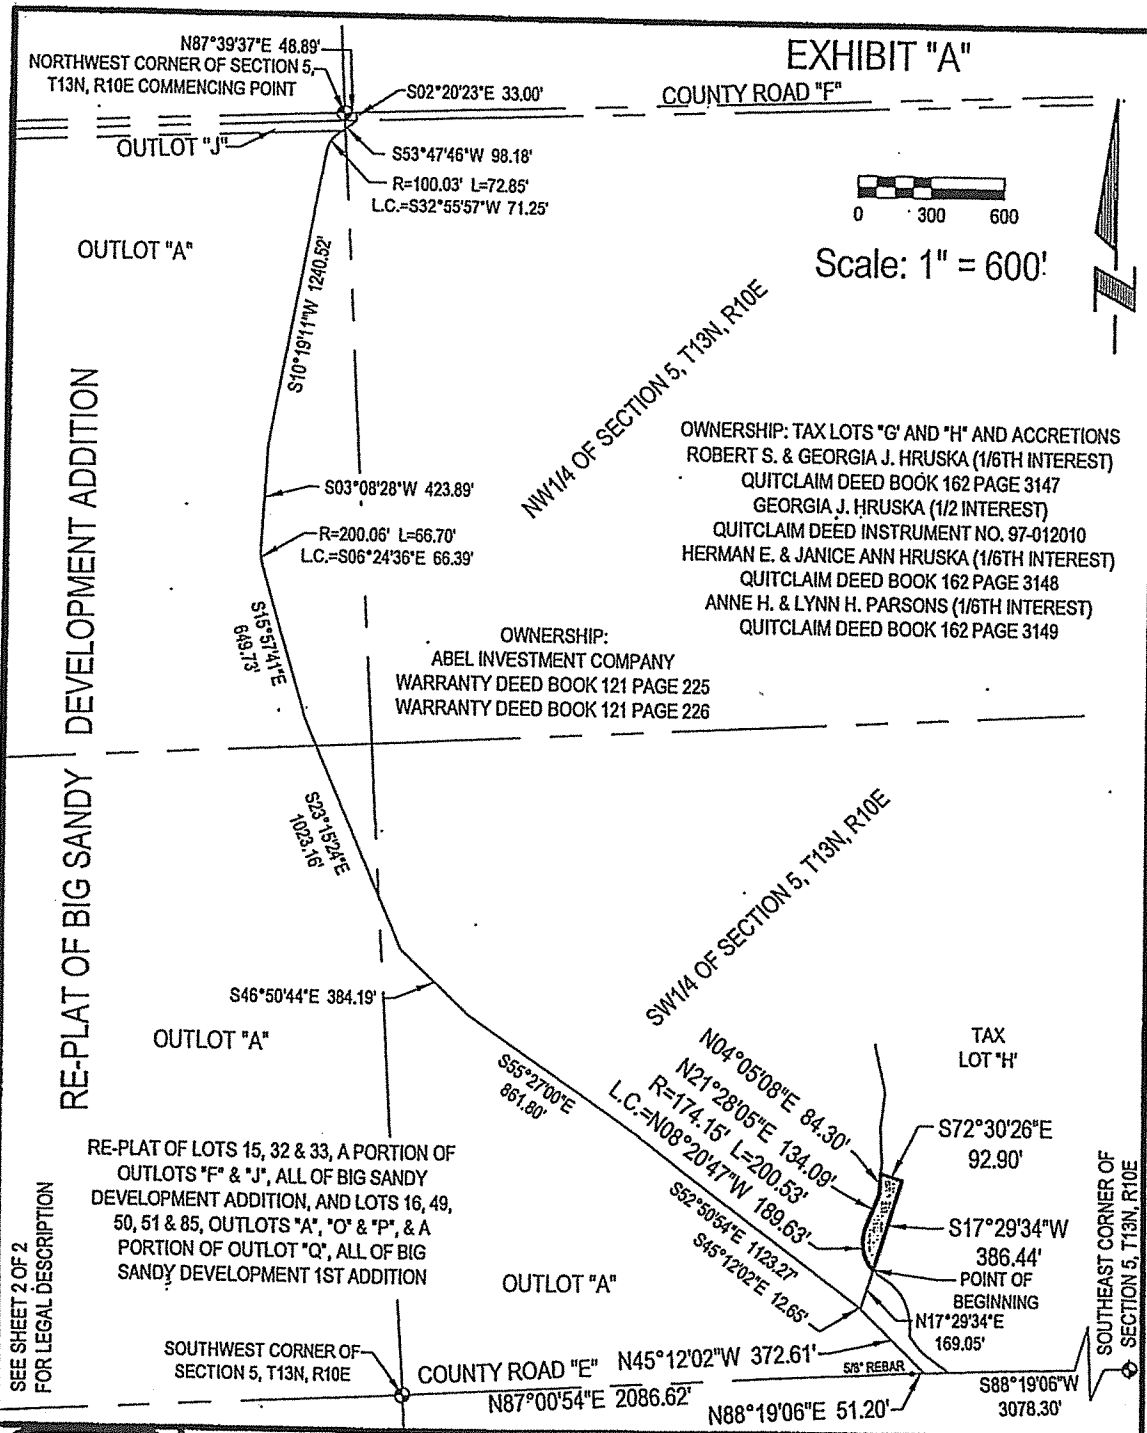 EXHIBIT "A"
N87°39'37"E 48.89'
NORTHWEST CORNER OF SECTION 5,
T13N, R10E COMMENCING POINT
S02°20'23"E 33.00'
COUNTY ROAD "F"
OUTLOT "J"
S53°47'46"W 98.18'
R=100.03' L=72.85'
L.C.=S32°55'57"W 71.25'
0 300 600
Scale: 1" = 600'
OUTLOT "A"
S10°19'11"W 1240.52'
NW1/4 OF SECTION 5, T13N, R10E
OWNERSHIP: TAX LOTS "G' AND "H" AND ACCRETIONS
ROBERT S. & GEORGIA J. HRUSKA (1/6TH INTEREST)
QUITCLAIM DEED BOOK 162 PAGE 3147
GEORGIA J. HRUSKA (1/2 INTEREST)
QUITCLAIM DEED INSTRUMENT NO. 97-012010
HERMAN E. & JANICE ANN HRUSKA (1/6TH INTEREST)
QUITCLAIM DEED BOOK 162 PAGE 3148
ANNE H. & LYNN H. PARSONS (1/6TH INTEREST)
QUITCLAIM DEED BOOK 162 PAGE 3149
S03°08'28"W 423.89'
R=200.06' L=66.70'
L.C.=S06°24'36"E 66.39'
S15°57'41"E
649.73'
OWNERSHIP:
ABEL INVESTMENT COMPANY
WARRANTY DEED BOOK 121 PAGE 225
WARRANTY DEED BOOK 121 PAGE 226
RE-PLAT OF BIG SANDY DEVELOPMENT ADDITION
S23°15'24"E
1023.16'
SW1/4 OF SECTION 5, T13N, R10E
S46°50'44"E 384.19'
OUTLOT "A"
S55°27'00"E
861.80'
TAX
LOT "H'
N04°05'08"E 84.30'
N21°28'05"E 134.09'
R=174.15' L=200.53'
L.C.=N08°20'47"W 189.63'
S52°50'54"E 1123.27'
S45°12'02"E 12.65'
S72°30'26"E
92.90'
S17°29'34"W
386.44'
POINT OF
BEGINNING
N17°29'34"E
169.05'
RE-PLAT OF LOTS 15, 32 & 33, A PORTION OF
OUTLOTS "F" & "J", ALL OF BIG SANDY
DEVELOPMENT ADDITION, AND LOTS 16, 49,
50, 51 & 85, OUTLOTS "A", "O" & "P", & A
PORTION OF OUTLOT "Q", ALL OF BIG
SANDY DEVELOPMENT 1ST ADDITION
OUTLOT "A"
SEE SHEET 2 OF 2
FOR LEGAL DESCRIPTION
SOUTHWEST CORNER OF
SECTION 5, T13N, R10E
COUNTY ROAD "E"
N45°12'02"W 372.61'
5/8" REBAR
N87°00'54"E 2086.62'
N88°19'06"E 51.20'
S88°19'06"W
3078.30'
SOUTHEAST CORNER OF
SECTION 5, T13N, R10E